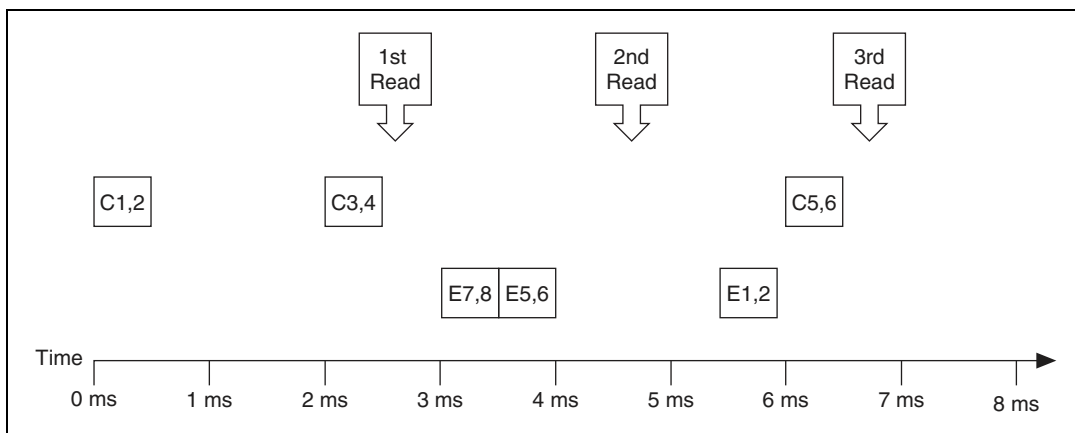 1st
Read
2nd
Read
3rd
Read
C1,2
C3,4
C5,6
E7,8
E5,6
E1,2
Time
0 ms
1 ms
2 ms
3 ms
4 ms
5 ms
6 ms
7 ms
8 ms